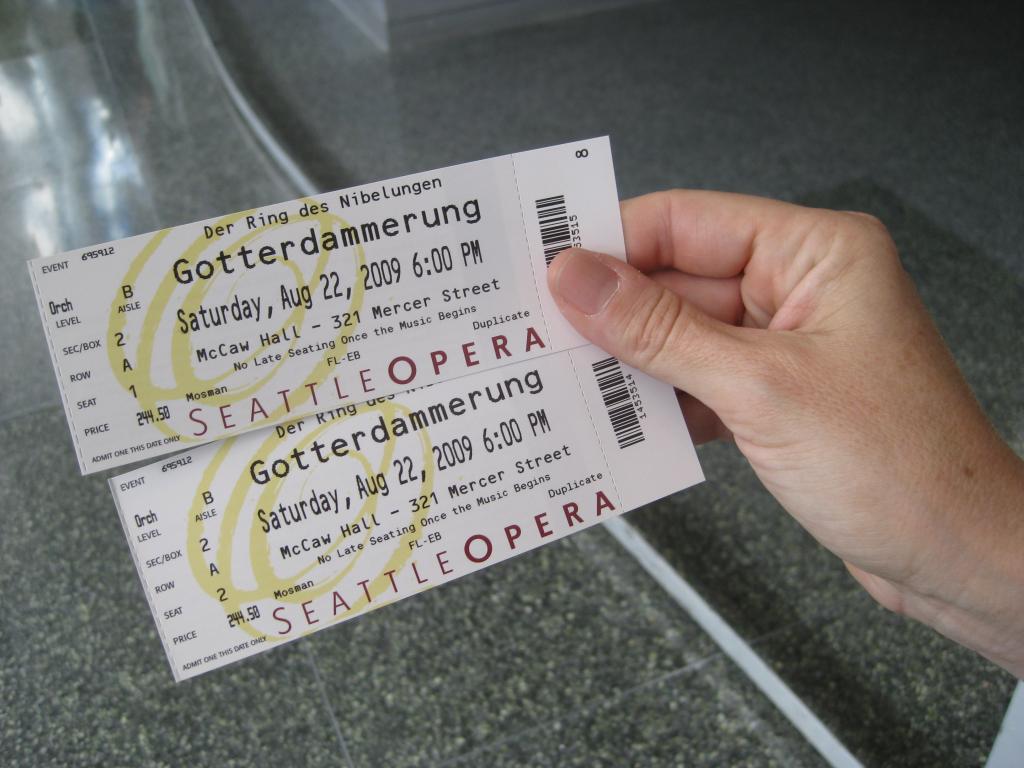 EVENT 695912
Der Ring des Nibelungen
Gotterdammerung
Saturday, Aug 22, 2009 6:00 PM
McCaw Hall - 321 Mercer Street
No Late Seating Once the Music Begins
FL-EB Duplicate
Mosman
SEATTLE OPERA
Orch B
LEVEL AISLE
SEC/BOX 2
ROW A
SEAT 1
PRICE 244.50
ADMIT ONE THIS DATE ONLY
8
53515
EVENT 695912
Der Ring des
Gotterdammerung
Saturday, Aug 22, 2009 6:00 PM
McCaw Hall - 321 Mercer Street
No Late Seating Once the Music Begins
FL-EB Duplicate
Mosman
SEATTLE OPERA
Orch B
LEVEL AISLE
SEC/BOX 2
ROW A
SEAT 2
PRICE 244.50
ADMIT ONE THIS DATE ONLY
1453514